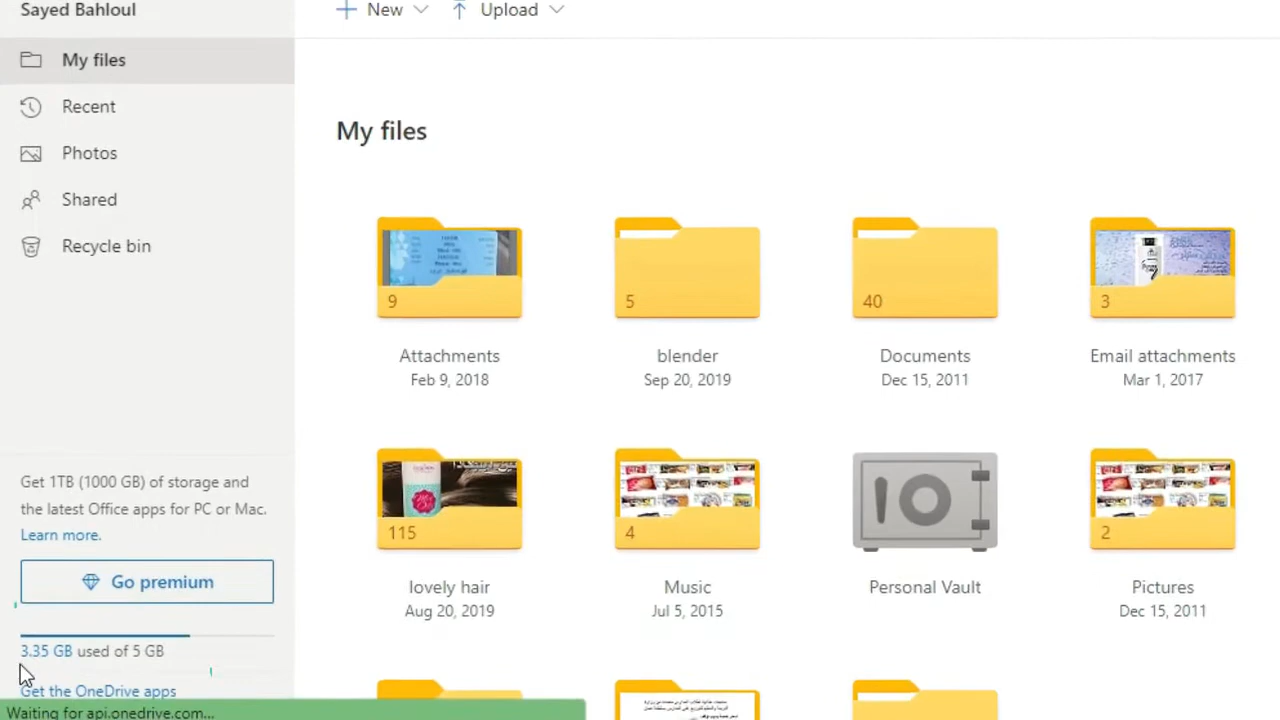 Sayed Bahloul
New
Upload
My files
Recent
Photos
Shared
Recycle bin
My files
9
5
40
3
Attachments
blender
Documents
Email attachments
Feb 9, 2018
Sep 20, 2019
Dec 15, 2011
Mar 1, 2017
115
4
2
lovely hair
Music
Personal Vault
Pictures
Aug 20, 2019
Jul 5, 2015
Dec 15, 2011
Get 1TB (1000 GB) of storage and
the latest Office apps for PC or Mac.
Learn more.
Go premium
3.35 GB used of 5 GB
Get the OneDrive apps
Waiting for api.onedrive.com...